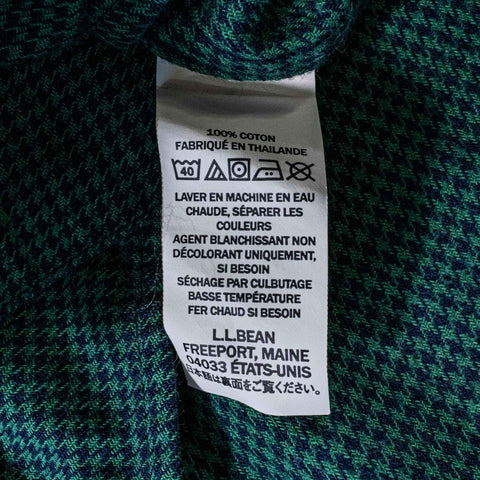 100% COTON
FABRIQUÉ EN THAILANDE
40
LAVER EN MACHINE EN EAU
CHAUDE, SÉPARER LES
COULEURS
AGENT BLANCHISSANT NON
DÉCOLORANT UNIQUEMENT,
SI BESOIN
SÉCHAGE PAR CULBUTAGE
BASSE TEMPÉRATURE
FER CHAUD SI BESOIN
L.L.BEAN
FREEPORT, MAINE
04033 ÉTATS-UNIS
日本語は裏面をご覧ください。